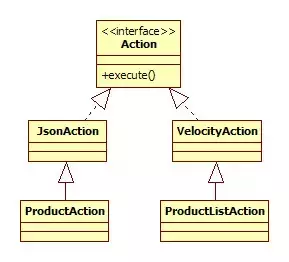 <<interface>>
Action
+execute()
JsonAction
VelocityAction
ProductAction
ProductListAction